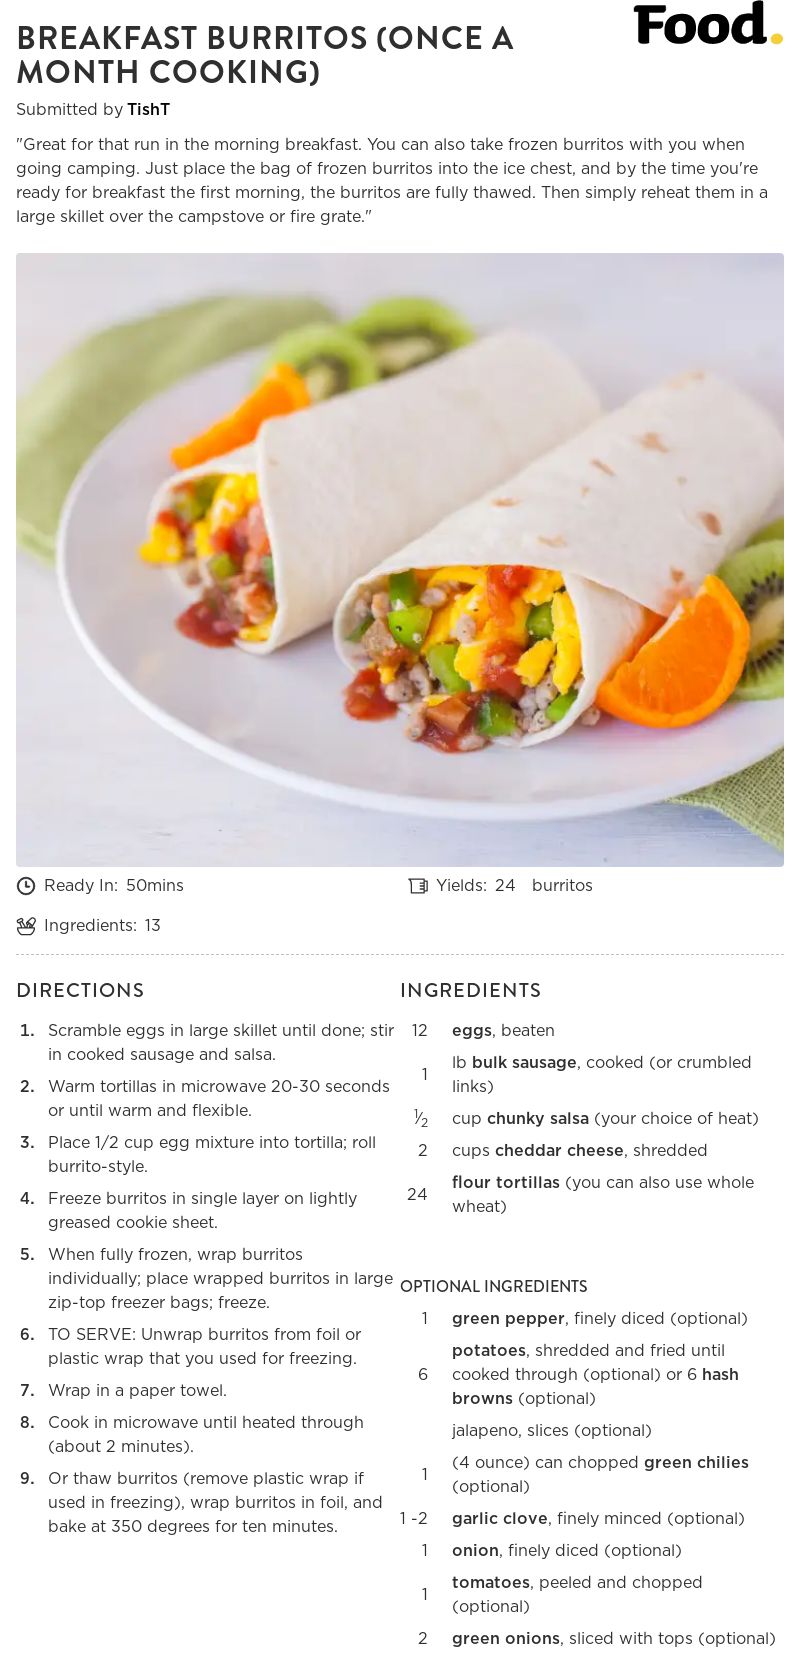 BREAKFAST BURRITOS (ONCE A
MONTH COOKING)
Food.
Submitted by TishT
"Great for that run in the morning breakfast. You can also take frozen burritos with you when
going camping. Just place the bag of frozen burritos into the ice chest, and by the time you're
ready for breakfast the first morning, the burritos are fully thawed. Then simply reheat them in a
large skillet over the campstove or fire grate."
Ready In: 50mins
Yields: 24 burritos
Ingredients: 13
DIRECTIONS
1. Scramble eggs in large skillet until done; stir
in cooked sausage and salsa.
2. Warm tortillas in microwave 20-30 seconds
or until warm and flexible.
3. Place 1/2 cup egg mixture into tortilla; roll
burrito-style.
4. Freeze burritos in single layer on lightly
greased cookie sheet.
5. When fully frozen, wrap burritos
individually; place wrapped burritos in large
zip-top freezer bags; freeze.
6. TO SERVE: Unwrap burritos from foil or
plastic wrap that you used for freezing.
7. Wrap in a paper towel.
8. Cook in microwave until heated through
(about 2 minutes).
9. Or thaw burritos (remove plastic wrap if
used in freezing), wrap burritos in foil, and
bake at 350 degrees for ten minutes.
INGREDIENTS
12 eggs, beaten
1 lb bulk sausage, cooked (or crumbled
links)
1⁄2 cup chunky salsa (your choice of heat)
2 cups cheddar cheese, shredded
24 flour tortillas (you can also use whole
wheat)
OPTIONAL INGREDIENTS
1 green pepper, finely diced (optional)
6 potatoes, shredded and fried until
cooked through (optional) or 6 hash
browns (optional)
jalapeno, slices (optional)
1 (4 ounce) can chopped green chilies
(optional)
1 -2 garlic clove, finely minced (optional)
1 onion, finely diced (optional)
1 tomatoes, peeled and chopped
(optional)
2 green onions, sliced with tops (optional)